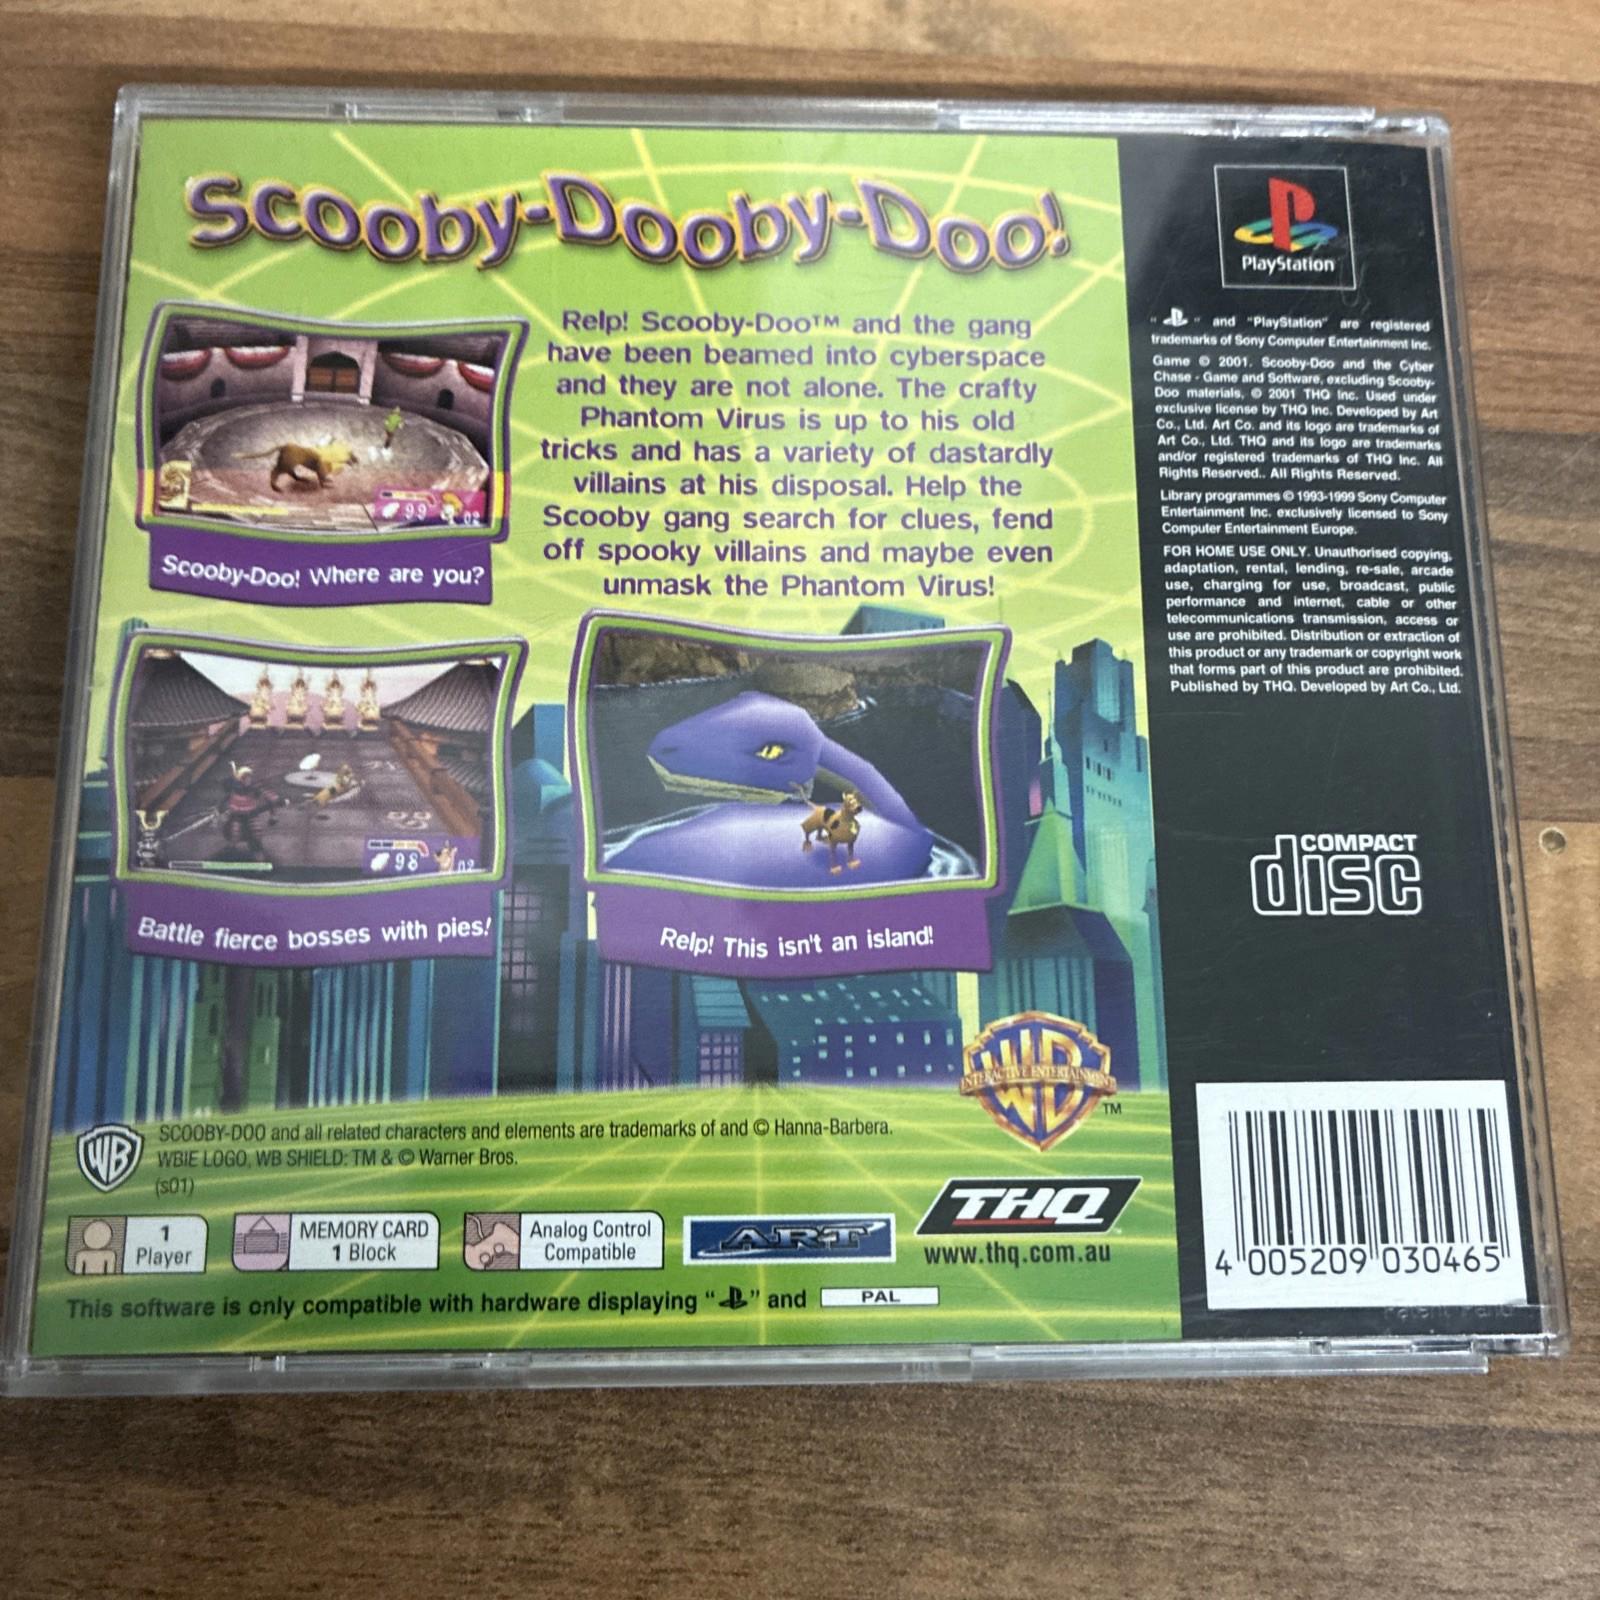 Scooby-Dooby-Doo!
Relp! Scooby-Doo™ and the gang
have been beamed into cyberspace
and they are not alone. The crafty
Phantom Virus is up to his old
tricks and has a variety of dastardly
villains at his disposal. Help the
Scooby gang search for clues, fend
off spooky villains and maybe even
unmask the Phantom Virus!
99
02
Scooby-Doo! Where are you?
98
02
Battle fierce bosses with pies!
Relp! This isn't an island!
WB
INTERACTIVE ENTERTAINMENT
TM
WB
SCOOBY-DOO and all related characters and elements are trademarks of and © Hanna-Barbera.
WBIE LOGO, WB SHIELD: TM & © Warner Bros.
(s01)
1
Player
MEMORY CARD
1 Block
Analog Control
Compatible
ART
THQ
www.thq.com.au
This software is only compatible with hardware displaying " " and PAL
PlayStation
" " and "PlayStation" are registered
trademarks of Sony Computer Entertainment Inc.
Game © 2001. Scooby-Doo and the Cyber
Chase - Game and Software, excluding Scooby-
Doo materials, © 2001 THQ Inc. Used under
exclusive license by THQ Inc. Developed by Art
Co., Ltd. Art Co. and its logo are trademarks of
Art Co., Ltd. THQ and its logo are trademarks
and/or registered trademarks of THQ Inc. All
Rights Reserved.. All Rights Reserved.
Library programmes © 1993-1999 Sony Computer
Entertainment Inc. exclusively licensed to Sony
Computer Entertainment Europe.
FOR HOME USE ONLY. Unauthorised copying,
adaptation, rental, lending, re-sale, arcade
use, charging for use, broadcast, public
performance and internet, cable or other
telecommunications transmission, access or
use are prohibited. Distribution or extraction of
this product or any trademark or copyright work
that forms part of this product are prohibited.
Published by THQ. Developed by Art Co., Ltd.
COMPACT
disc
4 005209 030465